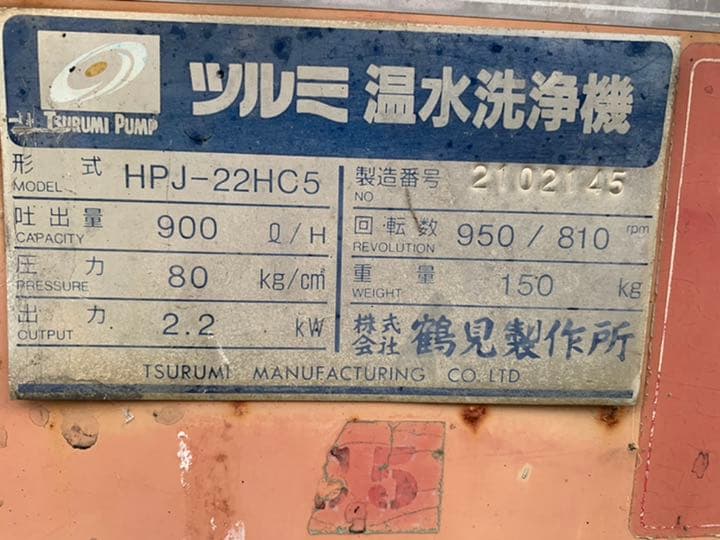 ツルミ 温水洗浄機
TSURUMI PUMP
形式 MODEL HPJ-22HC5
製造番号 NO 2102145
吐出量 CAPACITY 900 ℓ/H
回転数 REVOLUTION 950 / 810 rpm
圧力 PRESSURE 80 kg/cm²
重量 WEIGHT 150 kg
出力 OUTPUT 2.2 kW
株式会社 鶴見製作所
TSURUMI MANUFACTURING CO. LTD